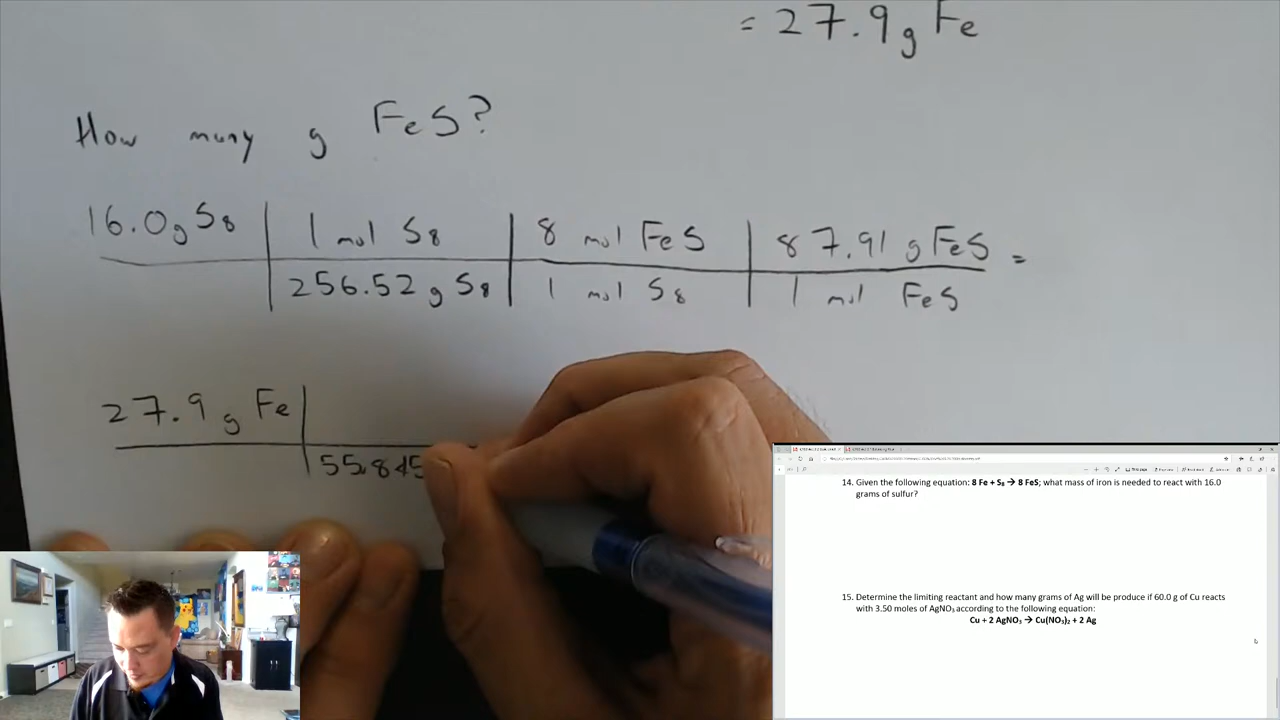 = 27.9 g Fe
How many g FeS?
16.0 g S8 | 1 mol S8 | 8 mol FeS | 87.91 g FeS =
256.52 g S8 | 1 mol S8 | 1 mol FeS
27.9 g Fe
55.845
14. Given the following equation: 8 Fe + S₈ → 8 FeS; what mass of iron is needed to react with 16.0
grams of sulfur?
15. Determine the limiting reactant and how many grams of Ag will be produce if 60.0 g of Cu reacts
with 3.50 moles of AgNO₃ according to the following equation:
Cu + 2 AgNO₃ → Cu(NO₃)₂ + 2 Ag